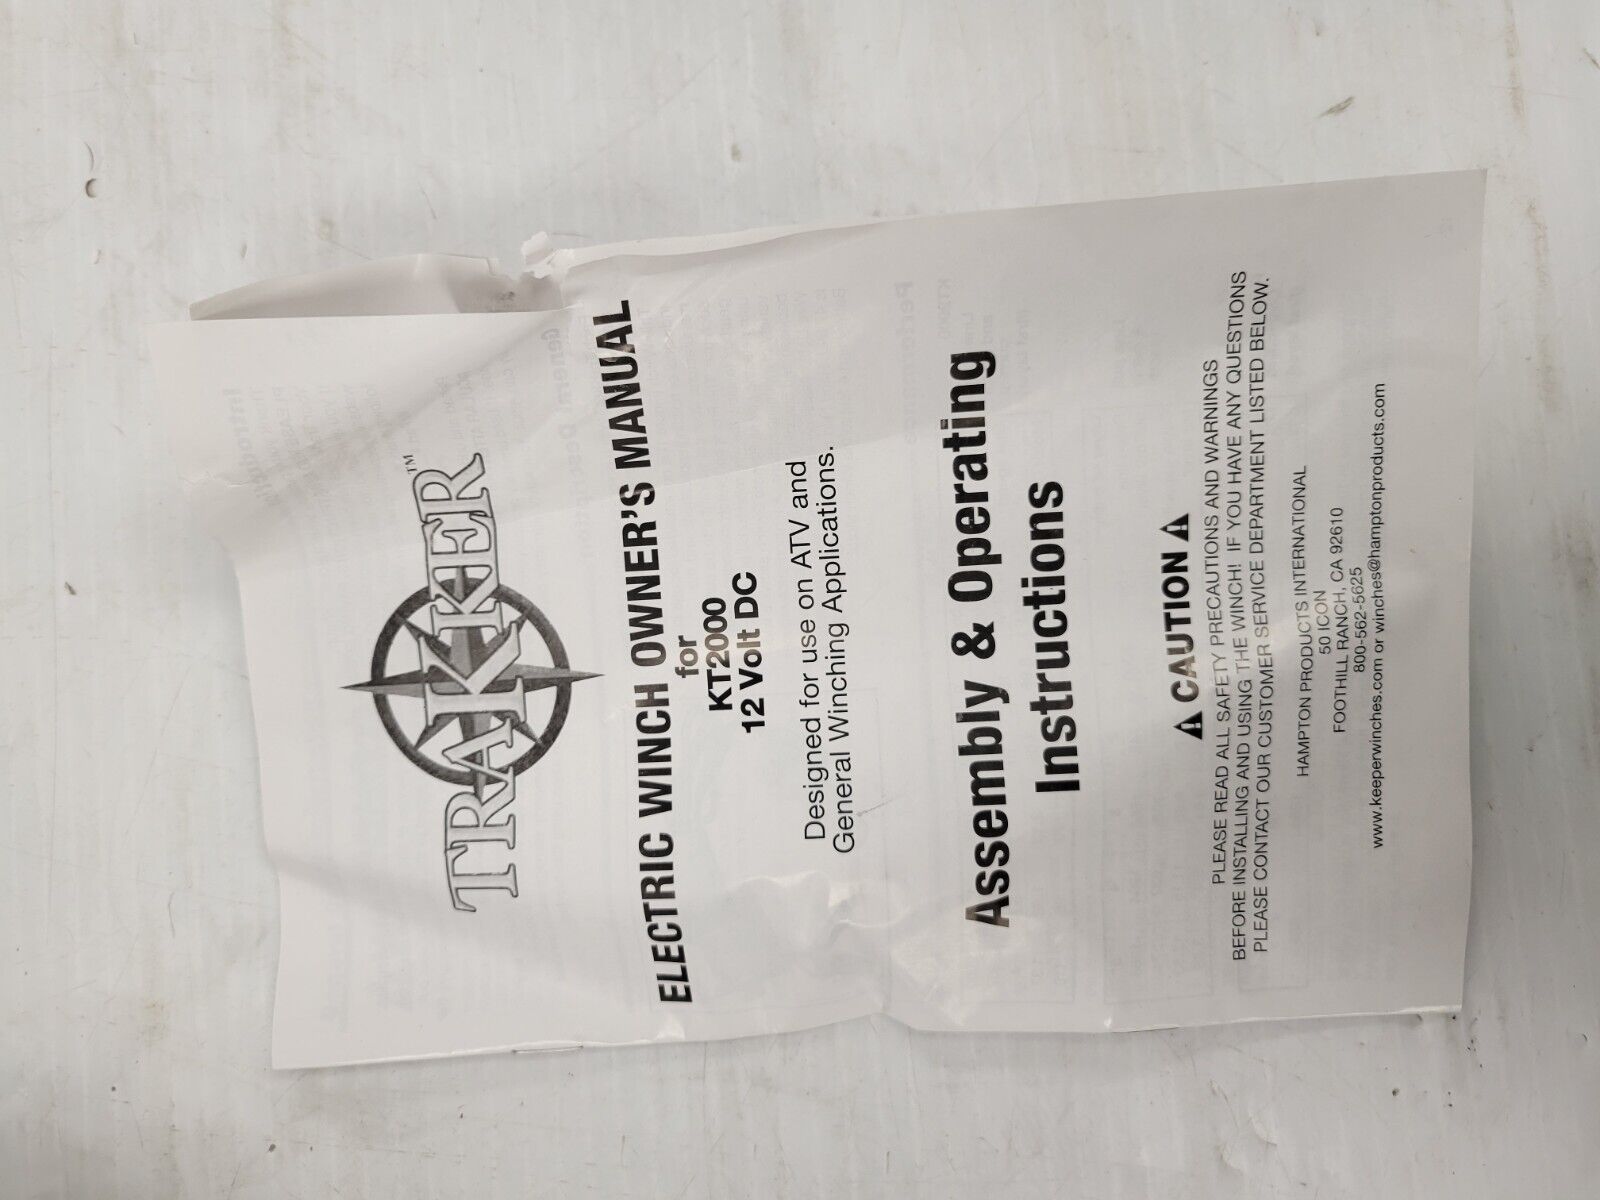 TRAKKER™
ELECTRIC WINCH OWNER'S MANUAL
for
KT2000
12 Volt DC
Designed for use on ATV and
General Winching Applications.
Assembly & Operating
Instructions
⚠ CAUTION ⚠
PLEASE READ ALL SAFETY PRECAUTIONS AND WARNINGS
BEFORE INSTALLING AND USING THE WINCH! IF YOU HAVE ANY QUESTIONS
PLEASE CONTACT OUR CUSTOMER SERVICE DEPARTMENT LISTED BELOW.
HAMPTON PRODUCTS INTERNATIONAL
50 ICON
FOOTHILL RANCH, CA 92610
800-562-5625
www.keeperwinches.com or winches@hamptonproducts.com